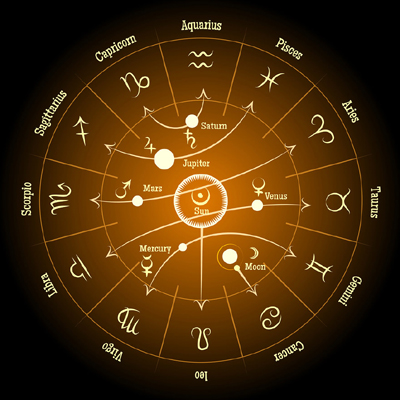 Aquarius
Pisces
Aries
Taurus
Gemini
Cancer
leo
Virgo
Libra
Scorpio
Sagittarius
Capricorn
Saturn
Jupiter
Mars
Sun
Venus
Mercury
Moon